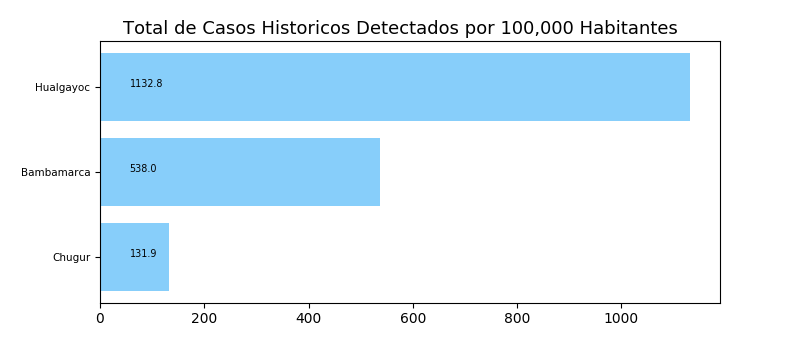 Total de Casos Historicos Detectados por 100,000 Habitantes
Hualgayoc
1132.8
Bambamarca
538.0
Chugur
131.9
0 200 400 600 800 1000